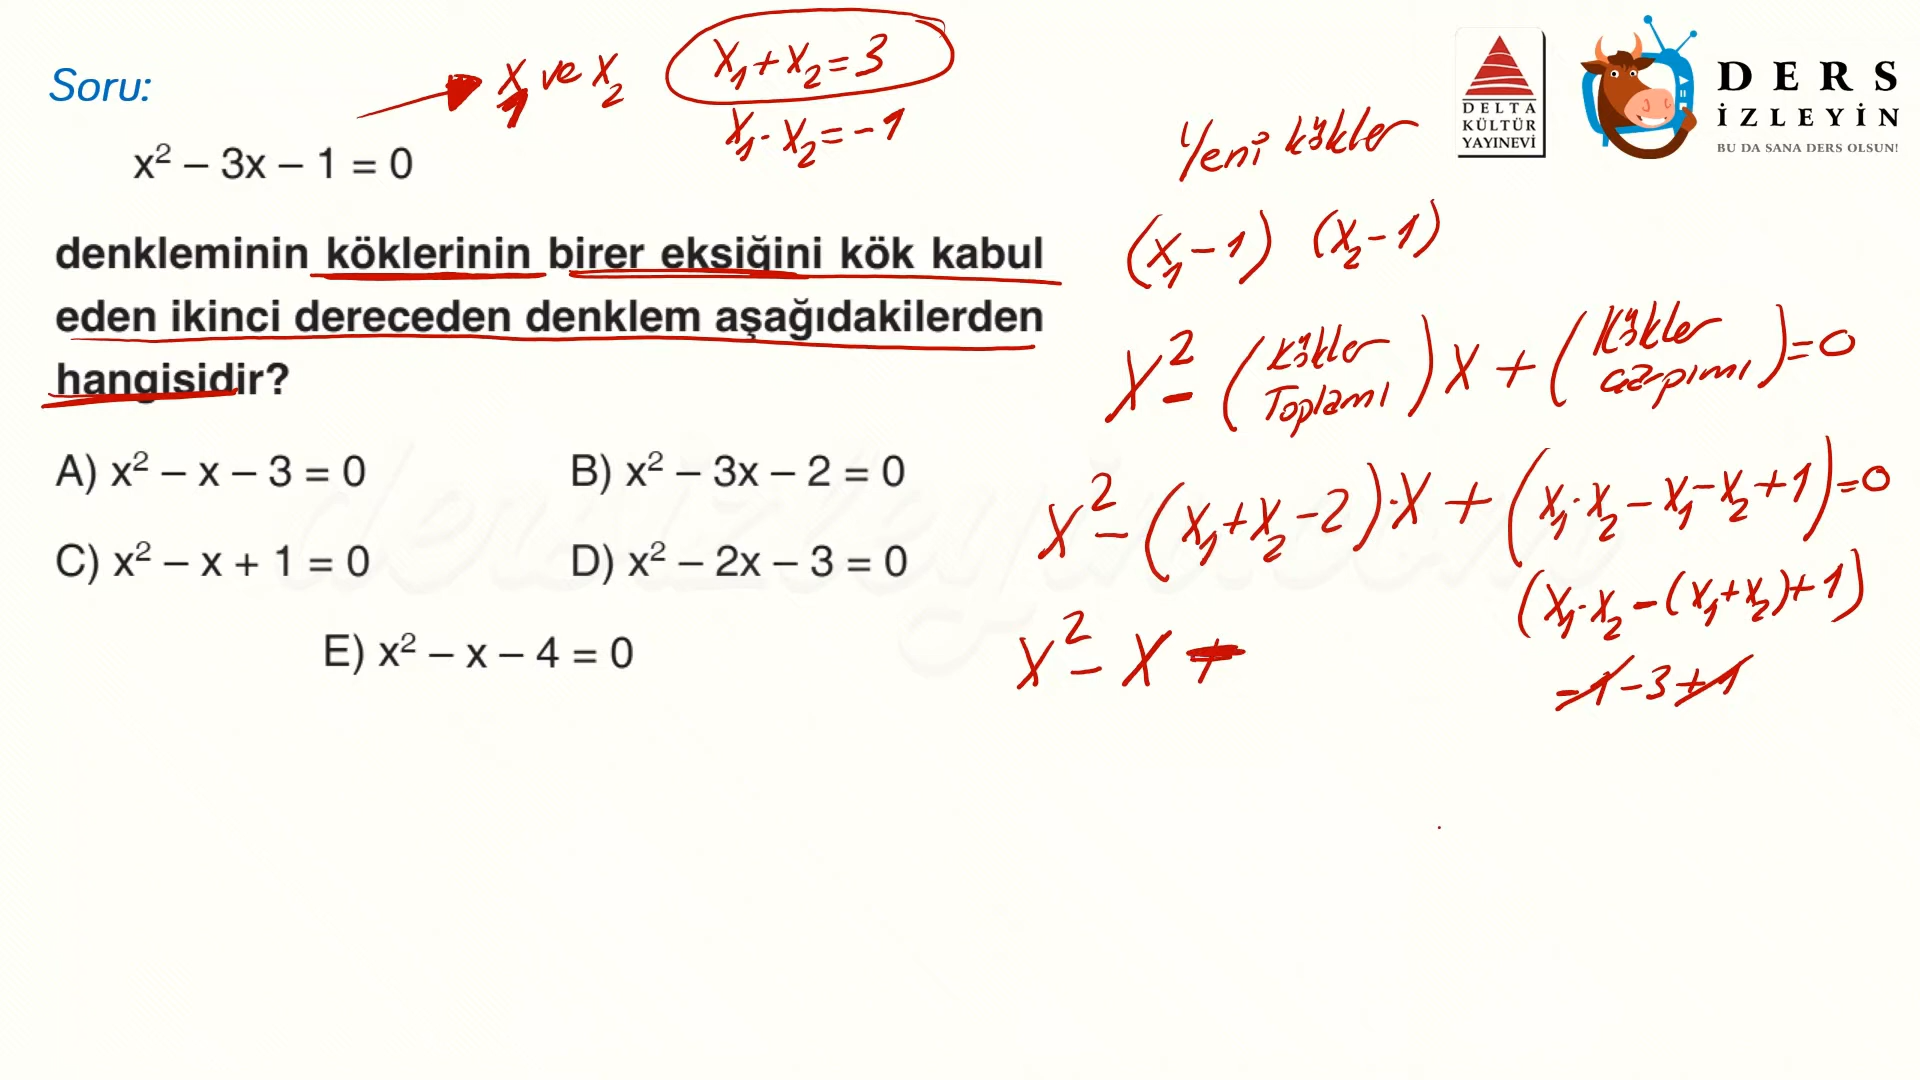 Soru:
x² – 3x – 1 = 0
denkleminin köklerinin birer eksiğini kök kabul
eden ikinci dereceden denklem aşağıdakilerden
hangisidir?
A) x² – x – 3 = 0
B) x² – 3x – 2 = 0
C) x² – x + 1 = 0
D) x² – 2x – 3 = 0
E) x² – x – 4 = 0
x₁ ve x₂
x₁+x₂=3
x₁·x₂=-1
Yeni kökler
(x₁-1) (x₂-1)
x² - (kökler Toplamı)x + (kökler çarpımı)=0
x² - (x₁+x₂-2)·x + (x₁·x₂-x₁-x₂+1)=0
(x₁·x₂-(x₁+x₂)+1)
-1-3+1
x² - x
DELTA
KÜLTÜR
YAYINEVİ
DERS
İZLEYİN
BU DA SANA DERS OLSUN!